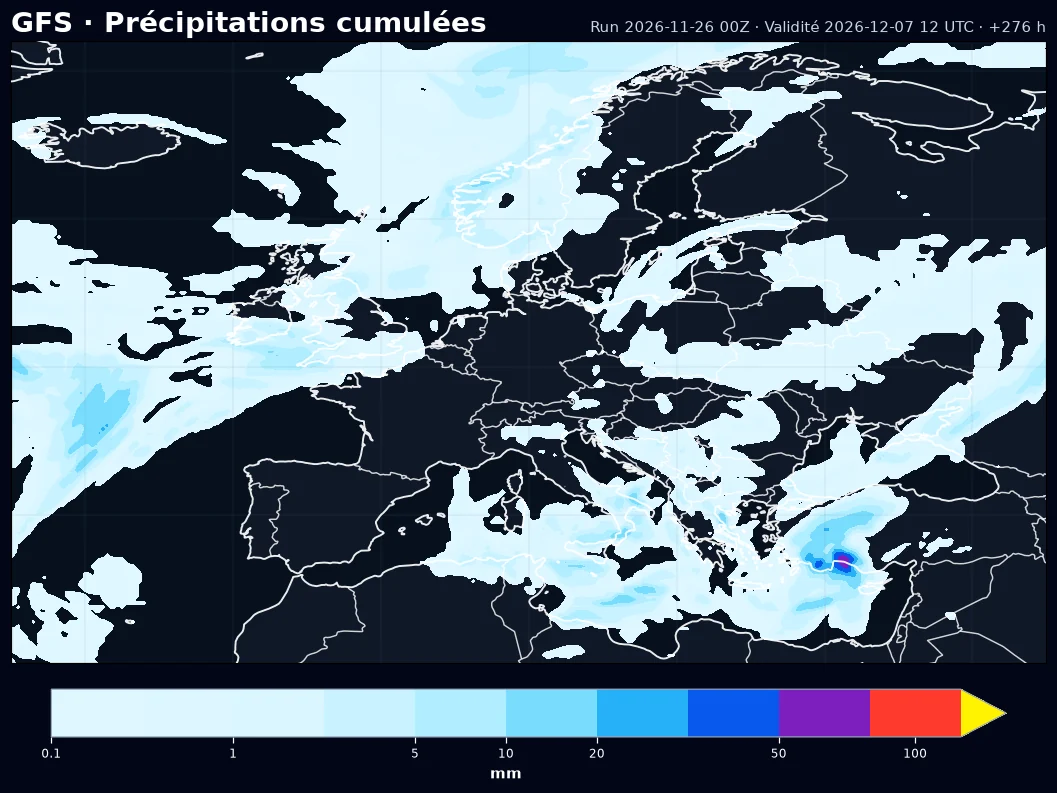 GFS · Précipitations cumulées
Run 2026-11-26 00Z · Validité 2026-12-07 12 UTC · +276 h
0.1 1 5 10 20 50 100
mm